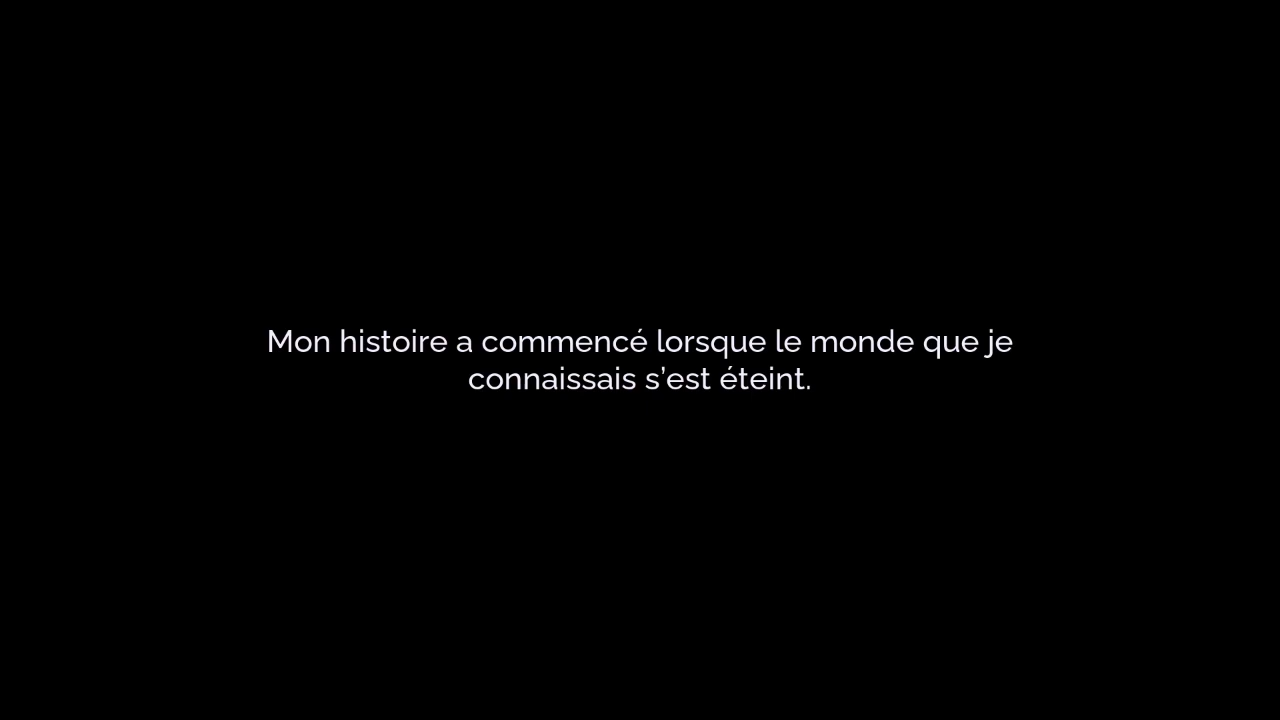 Mon histoire a commencé lorsque le monde que je
connaissais s’est éteint.